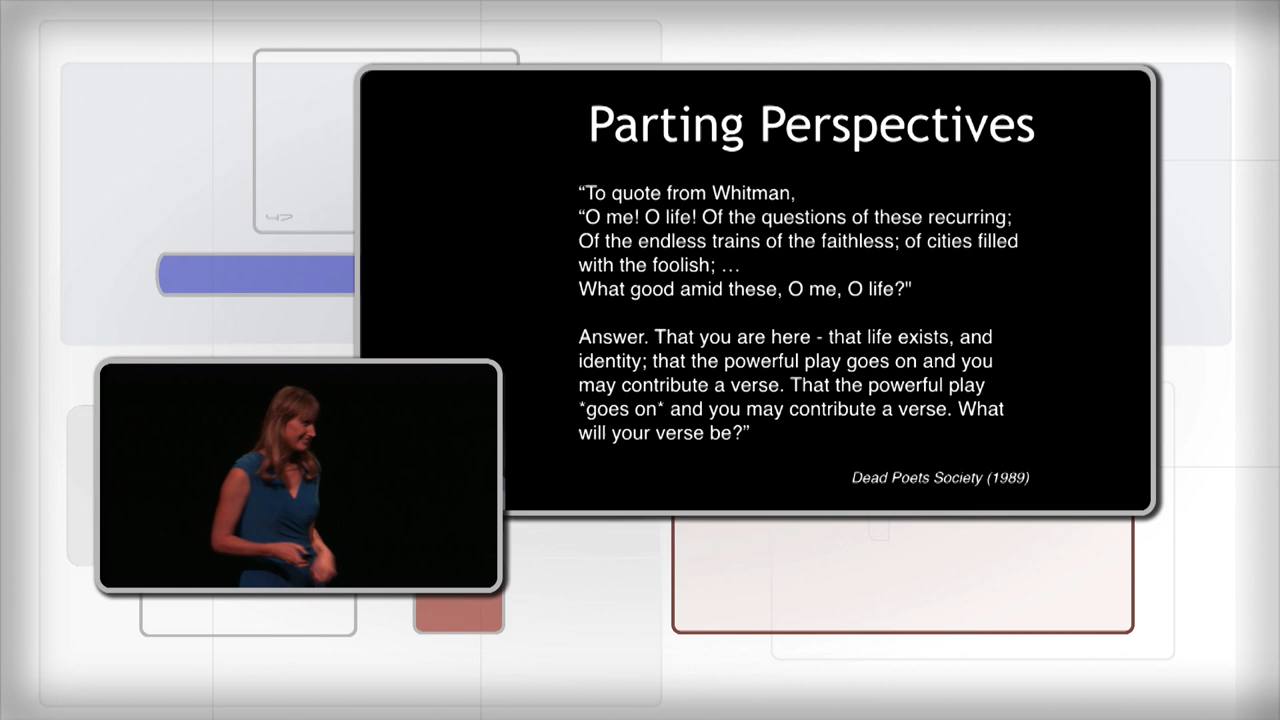 Parting Perspectives
“To quote from Whitman,
“O me! O life! Of the questions of these recurring;
Of the endless trains of the faithless; of cities filled
with the foolish; …
What good amid these, O me, O life?"
Answer. That you are here - that life exists, and
identity; that the powerful play goes on and you
may contribute a verse. That the powerful play
*goes on* and you may contribute a verse. What
will your verse be?”
Dead Poets Society (1989)
47